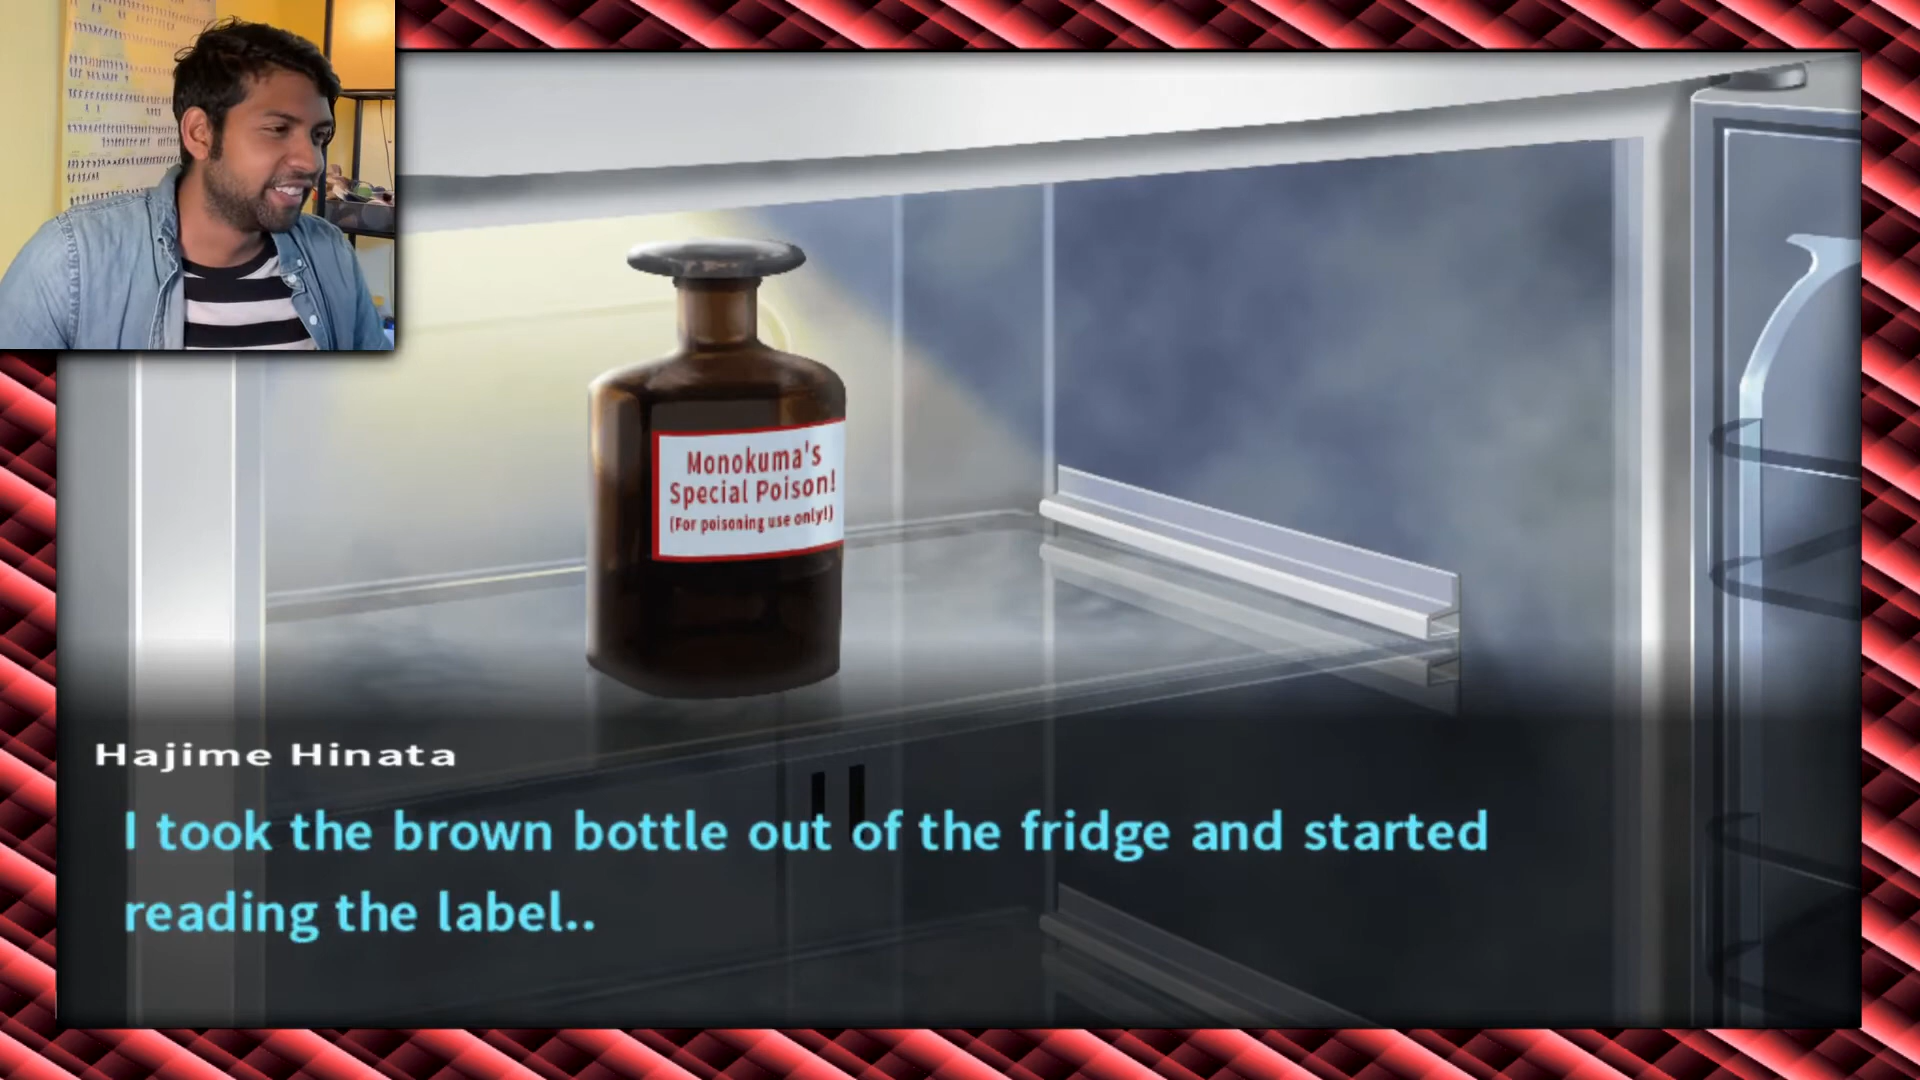 Monokuma's
Special Poison!
(For poisoning use only!)
Hajime Hinata
I took the brown bottle out of the fridge and started
reading the label..